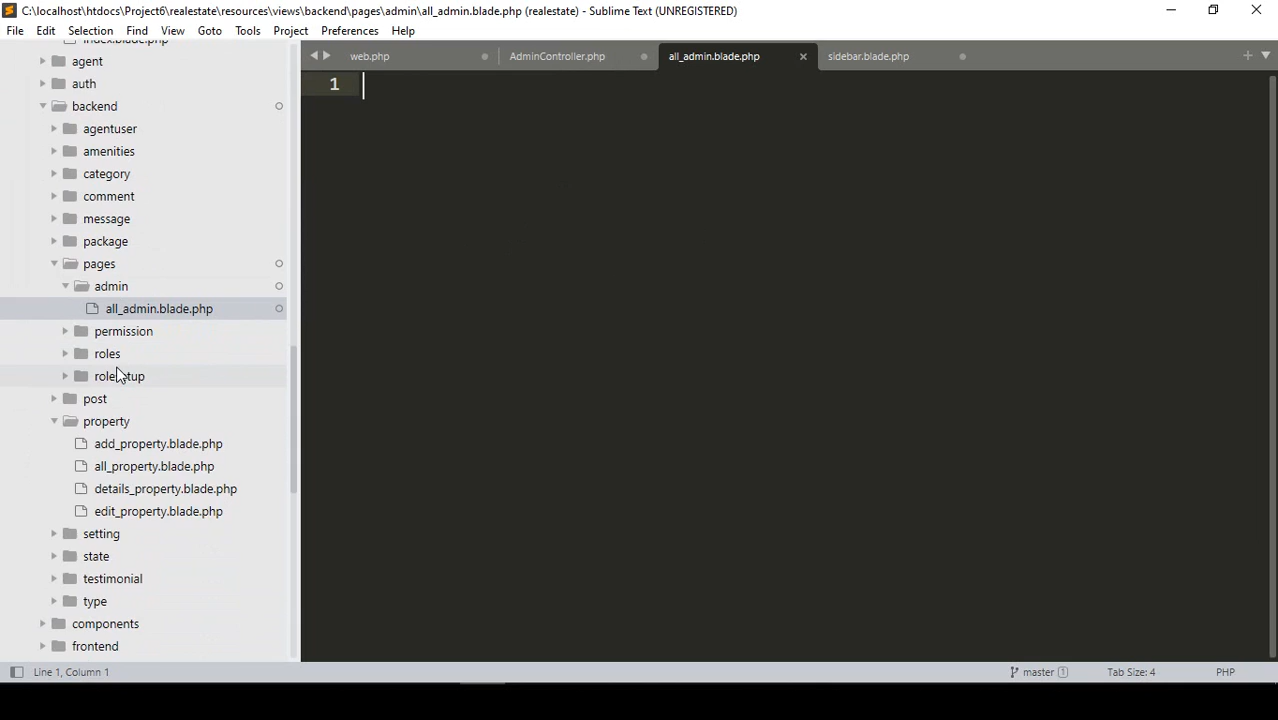 C:\localhost\htdocs\Project6\realestate\resources\views\backend\pages\admin\all_admin.blade.php (realestate) - Sublime Text (UNREGISTERED)
File Edit Selection Find View Goto Tools Project Preferences Help
index.blade.php
web.php AdminController.php all_admin.blade.php sidebar.blade.php
agent
auth
1
backend
agentuser
amenities
category
comment
message
package
pages
admin
all_admin.blade.php
permission
roles
post
property
add_property.blade.php
all_property.blade.php
details_property.blade.php
edit_property.blade.php
setting
state
testimonial
type
components
frontend
Line 1, Column 1 master 1 Tab Size: 4 PHP